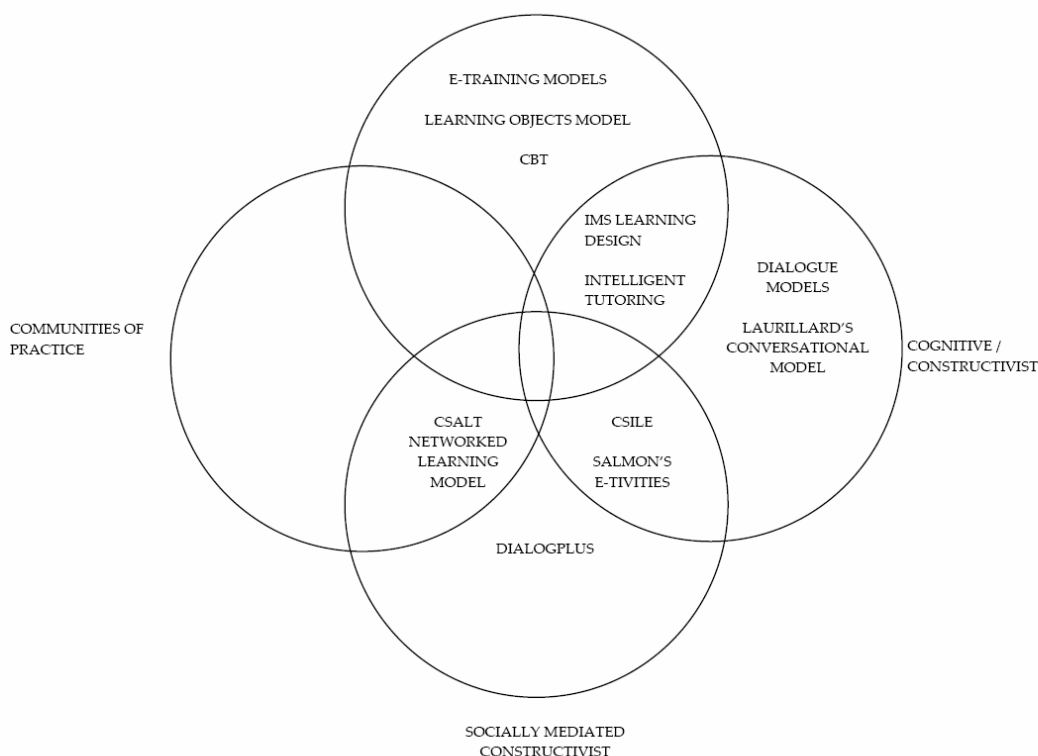 E-TRAINING MODELS
LEARNING OBJECTS MODEL
CBT
IMS LEARNING
DESIGN
INTELLIGENT
TUTORING
DIALOGUE
MODELS
LAURILLARD'S
CONVERSATIONAL
MODEL
COMMUNITIES OF
PRACTICE
COGNITIVE /
CONSTRUCTIVIST
CSALT
NETWORKED
LEARNING
MODEL
CSILE
SALMON'S
E-TIVITIES
DIALOGPLUS
SOCIALLY MEDIATED
CONSTRUCTIVIST